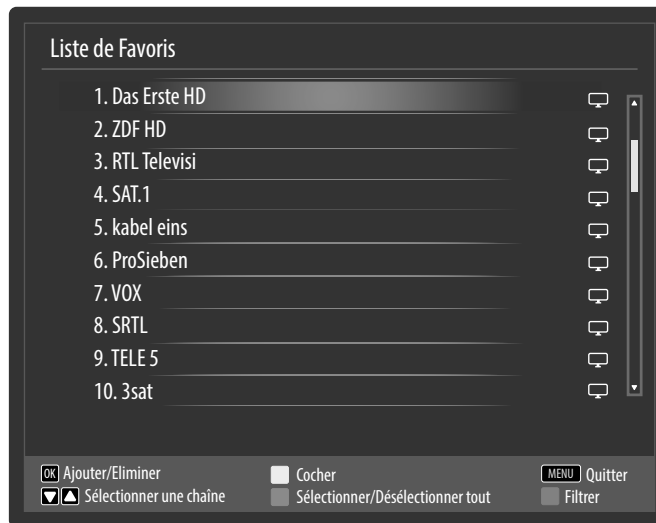 Liste de Favoris
1. Das Erste HD
2. ZDF HD
3. RTL Televisi
4. SAT.1
5. kabel eins
6. ProSieben
7. VOX
8. SRTL
9. TELE 5
10. 3sat
OK Ajouter/Eliminer Cocher MENU Quitter
Sélectionner une chaîne Sélectionner/Désélectionner tout Filtrer